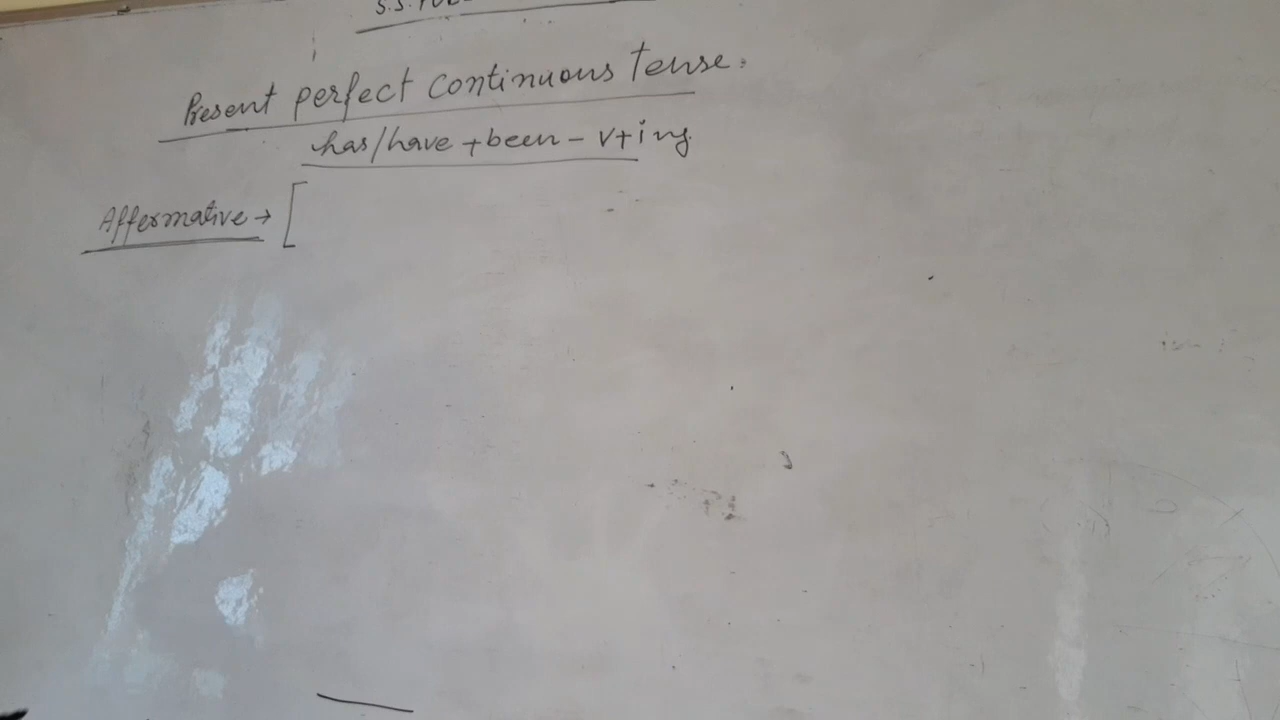 Present perfect continuous tense.
has/have +been - v+ing
Affermative → [